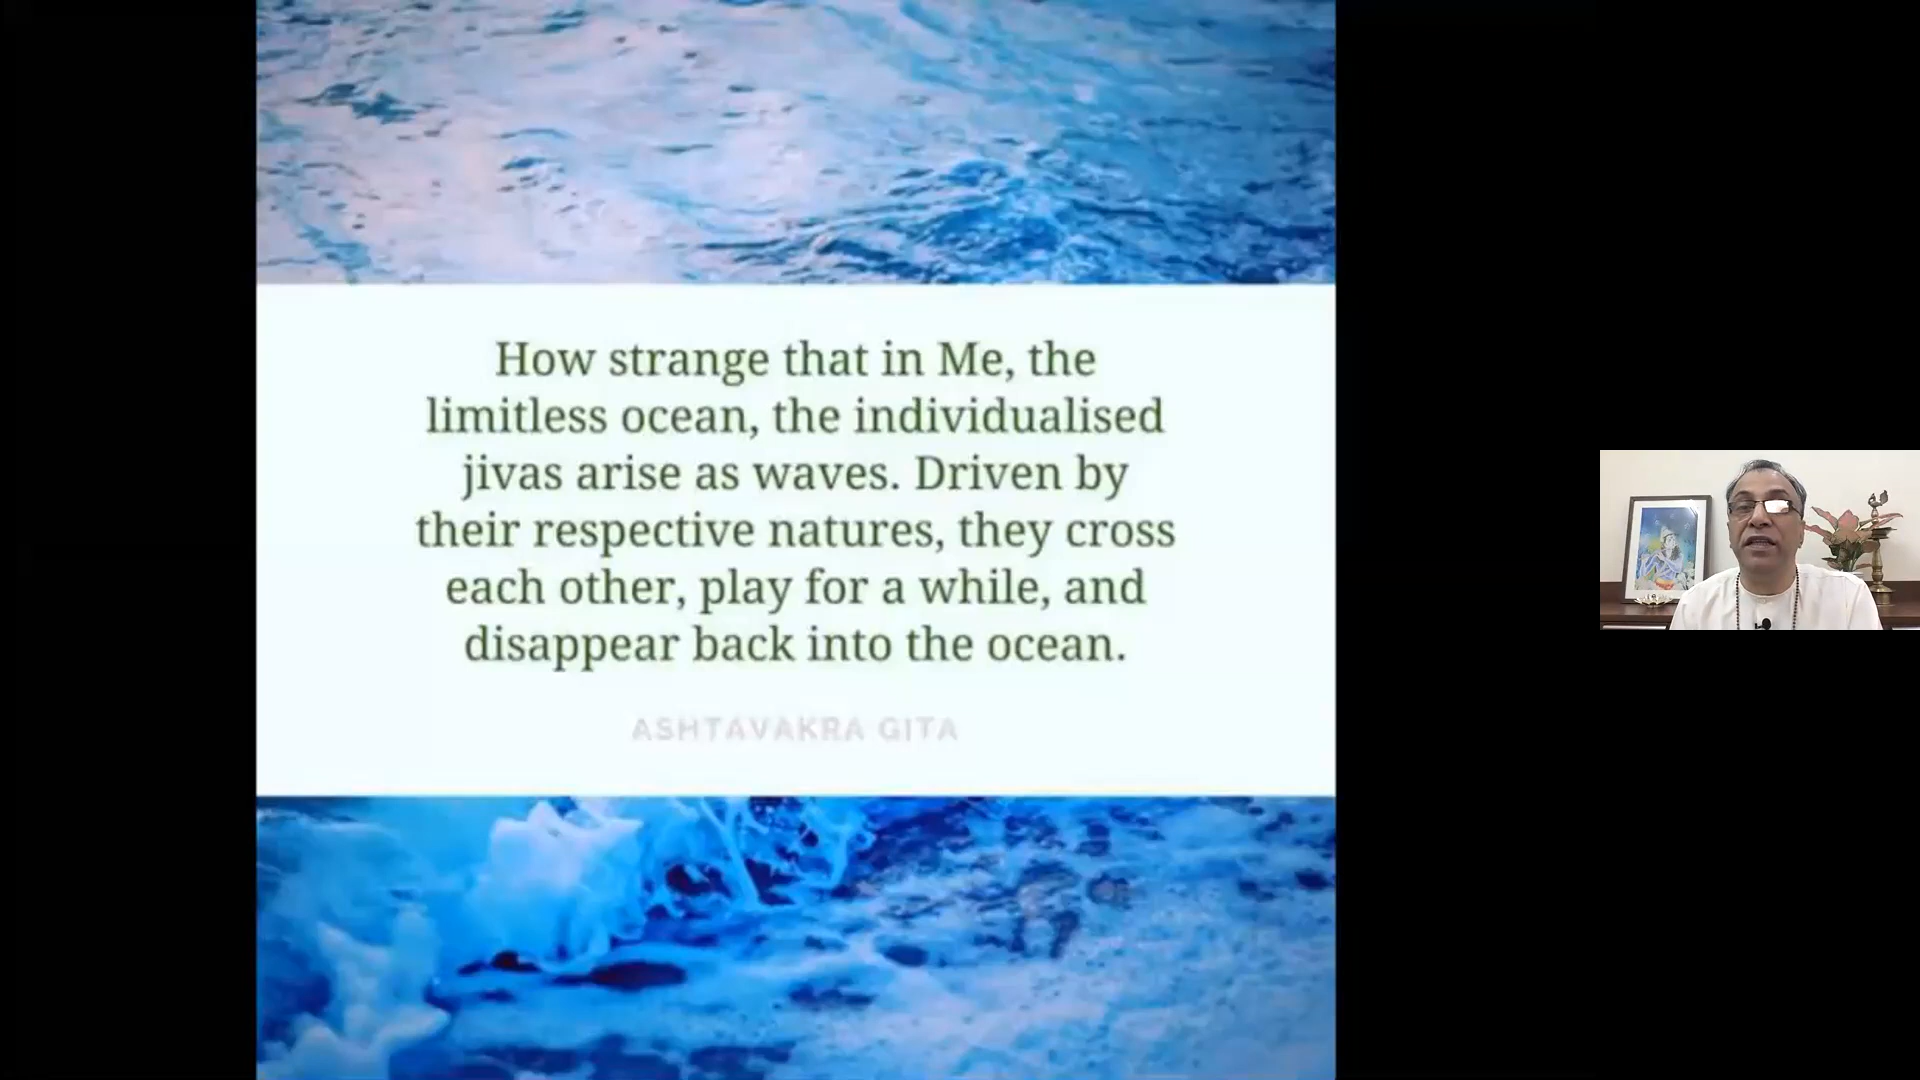 How strange that in Me, the
limitless ocean, the individualised
jivas arise as waves. Driven by
their respective natures, they cross
each other, play for a while, and
disappear back into the ocean.
ASHTAVAKRA GITA